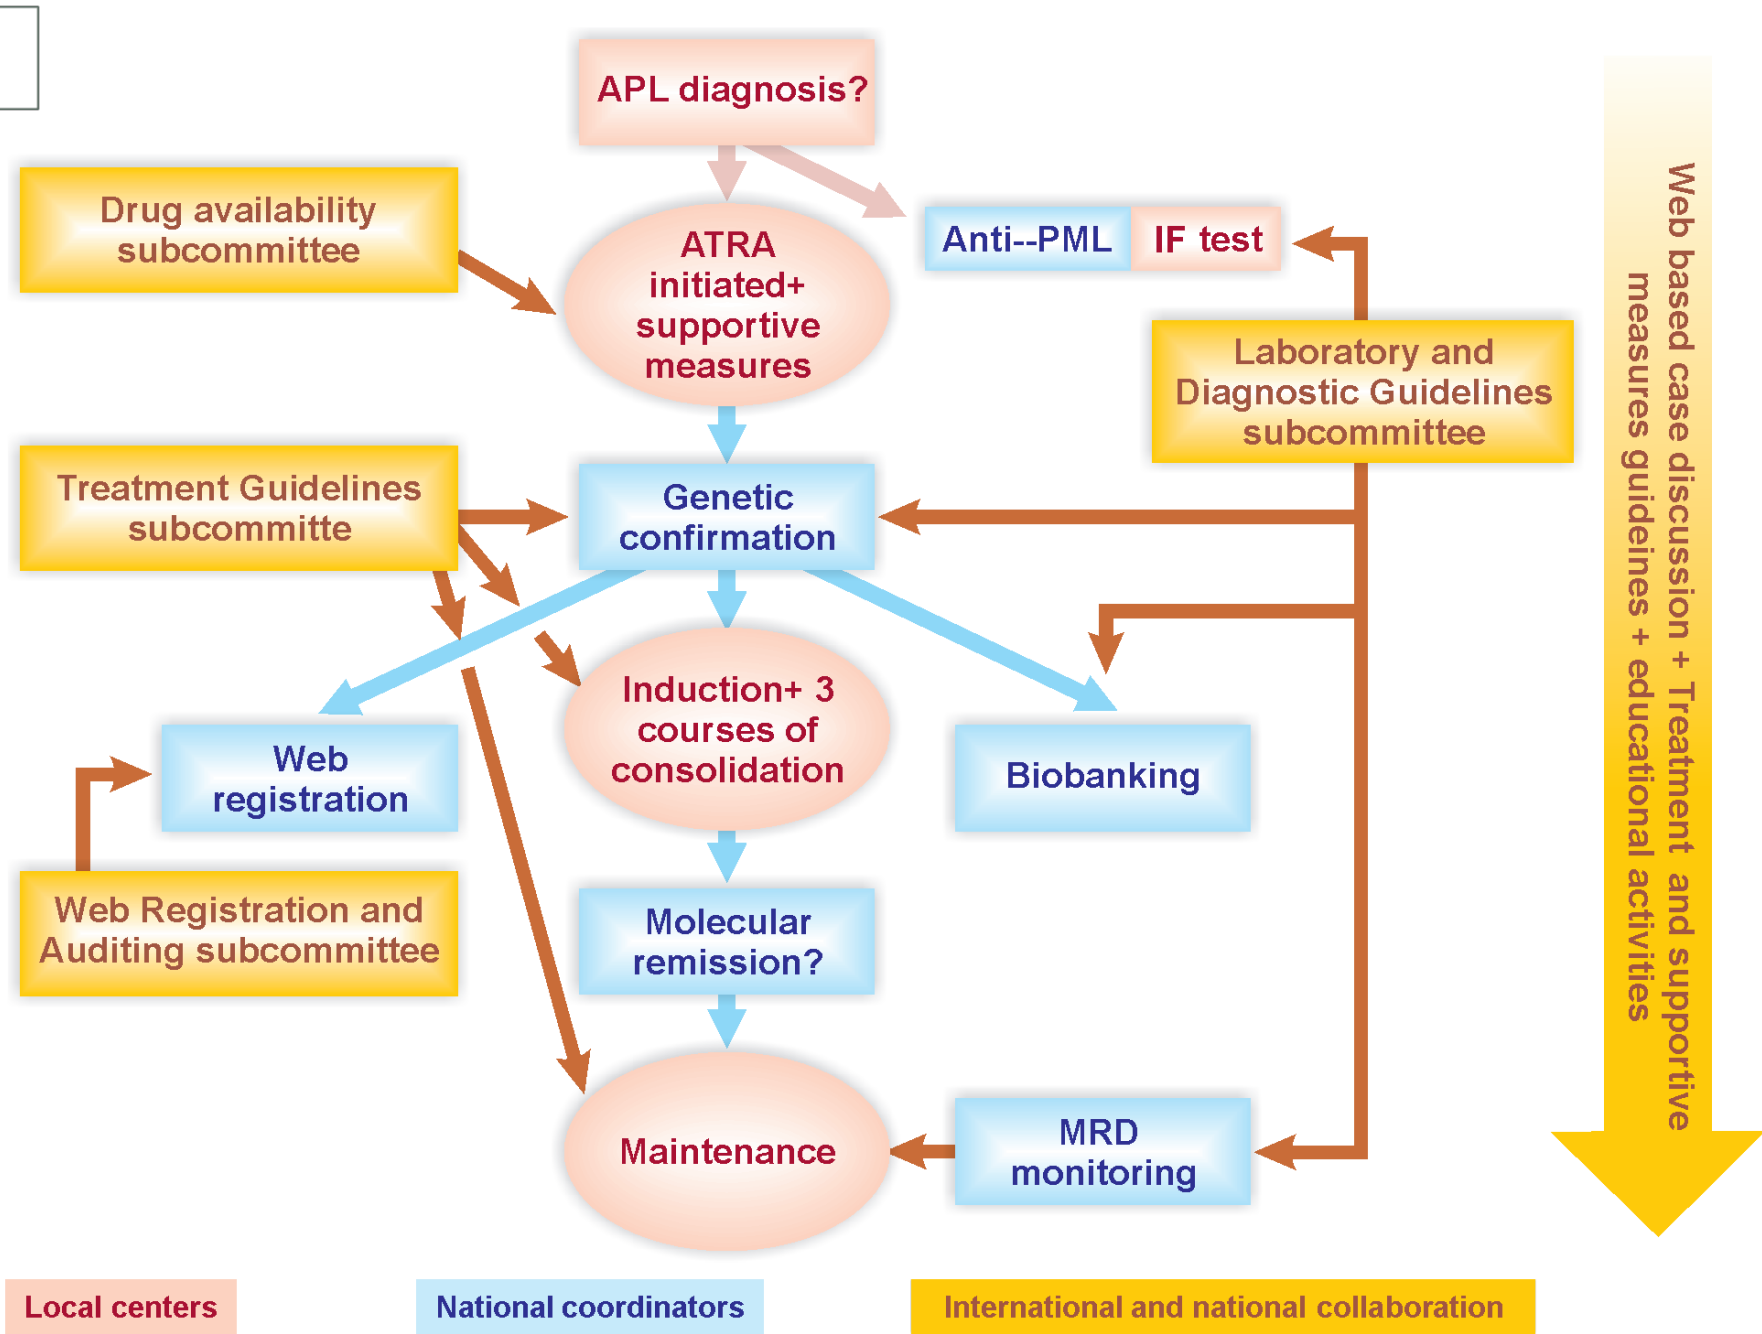 APL diagnosis?
Drug availability
subcommittee
ATRA
initiated+
supportive
measures
Anti--PML IF test
Laboratory and
Diagnostic Guidelines
subcommittee
Treatment Guidelines
subcommitte
Genetic
confirmation
Web
registration
Induction+ 3
courses of
consolidation
Biobanking
Web Registration and
Auditing subcommittee
Molecular
remission?
Maintenance
MRD
monitoring
Web based case discussion + Treatment and supportive
measures guideines + educational activities
Local centers
National coordinators
International and national collaboration